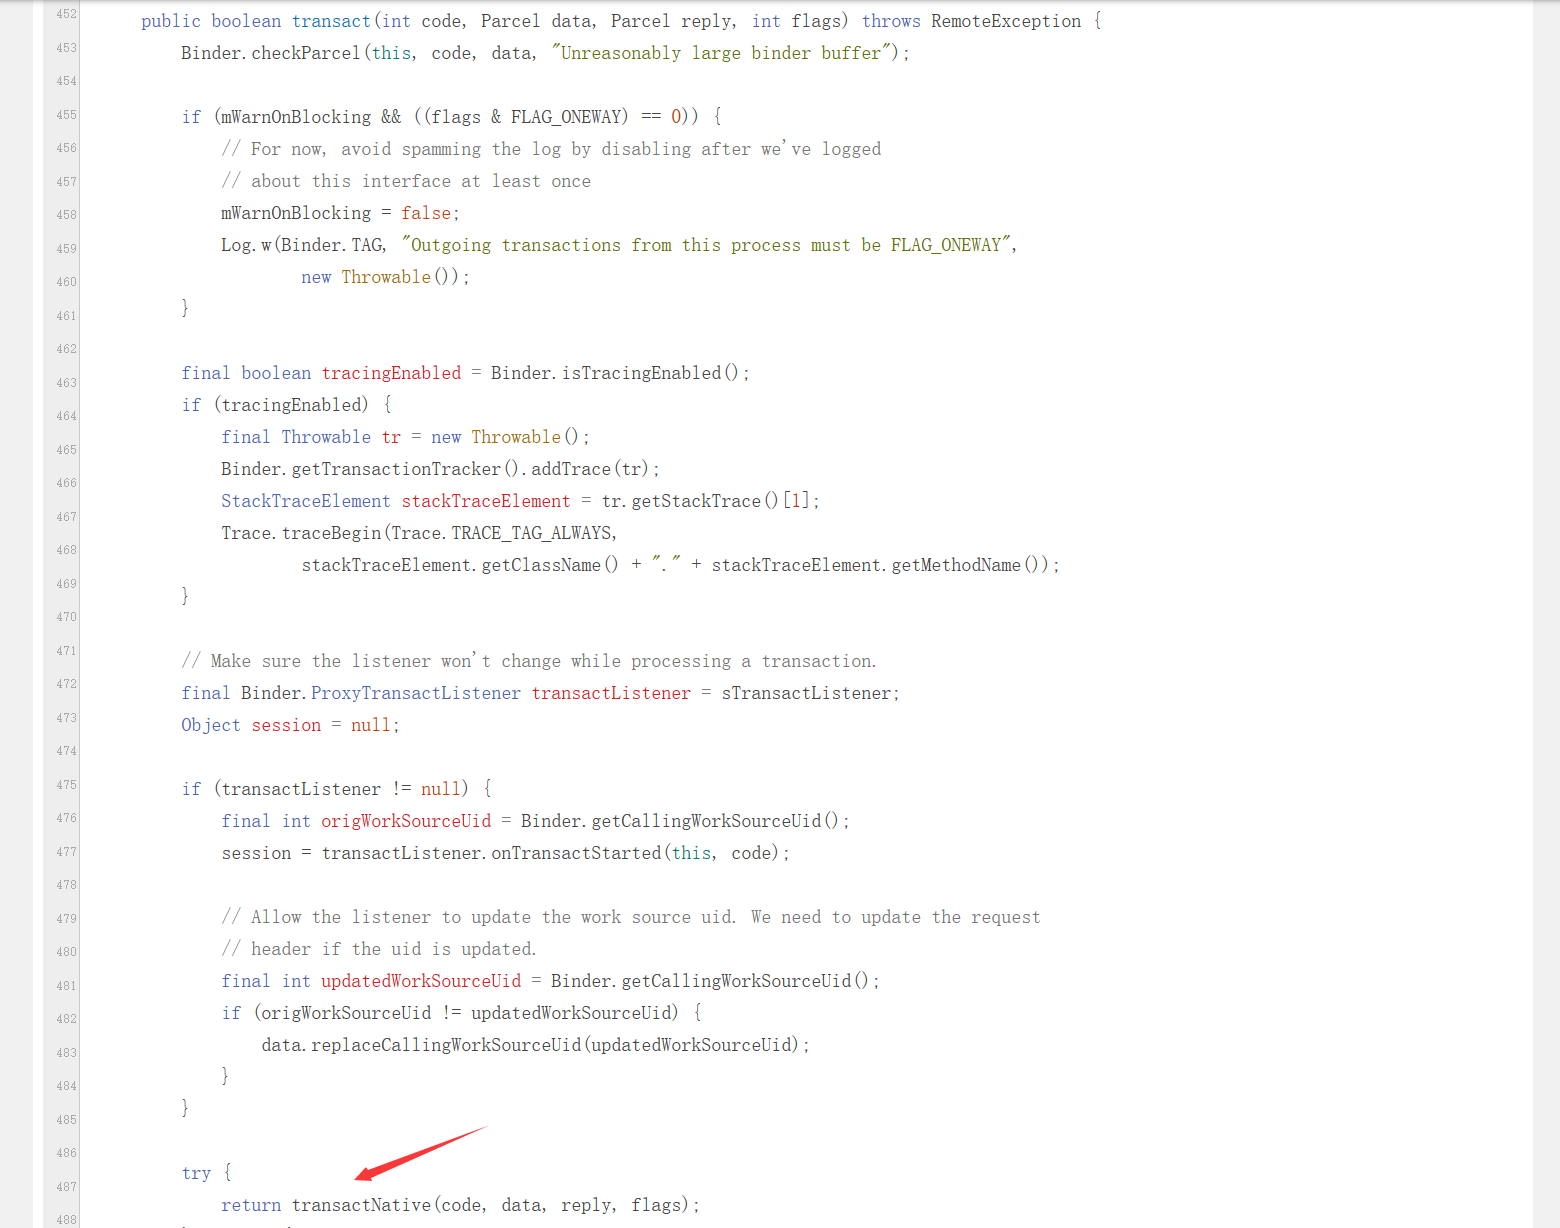 452 public boolean transact(int code, Parcel data, Parcel reply, int flags) throws RemoteException {
453 Binder.checkParcel(this, code, data, "Unreasonably large binder buffer");
454
455 if (mWarnOnBlocking && ((flags & FLAG_ONEWAY) == 0)) {
456 // For now, avoid spamming the log by disabling after we've logged
457 // about this interface at least once
458 mWarnOnBlocking = false;
459 Log.w(Binder.TAG, "Outgoing transactions from this process must be FLAG_ONEWAY",
460 new Throwable());
461 }
462
463 final boolean tracingEnabled = Binder.isTracingEnabled();
464 if (tracingEnabled) {
465 final Throwable tr = new Throwable();
466 Binder.getTransactionTracker().addTrace(tr);
467 StackTraceElement stackTraceElement = tr.getStackTrace()[1];
468 Trace.traceBegin(Trace.TRACE_TAG_ALWAYS,
469 stackTraceElement.getClassName() + "." + stackTraceElement.getMethodName());
470 }
471
472 // Make sure the listener won't change while processing a transaction.
473 final Binder.ProxyTransactListener transactListener = sTransactListener;
474 Object session = null;
475
476 if (transactListener != null) {
477 final int origWorkSourceUid = Binder.getCallingWorkSourceUid();
478 session = transactListener.onTransactStarted(this, code);
479
480 // Allow the listener to update the work source uid. We need to update the request
481 // header if the uid is updated.
482 final int updatedWorkSourceUid = Binder.getCallingWorkSourceUid();
483 if (origWorkSourceUid != updatedWorkSourceUid) {
484 data.replaceCallingWorkSourceUid(updatedWorkSourceUid);
485 }
486 }
487
488 try {
return transactNative(code, data, reply, flags);